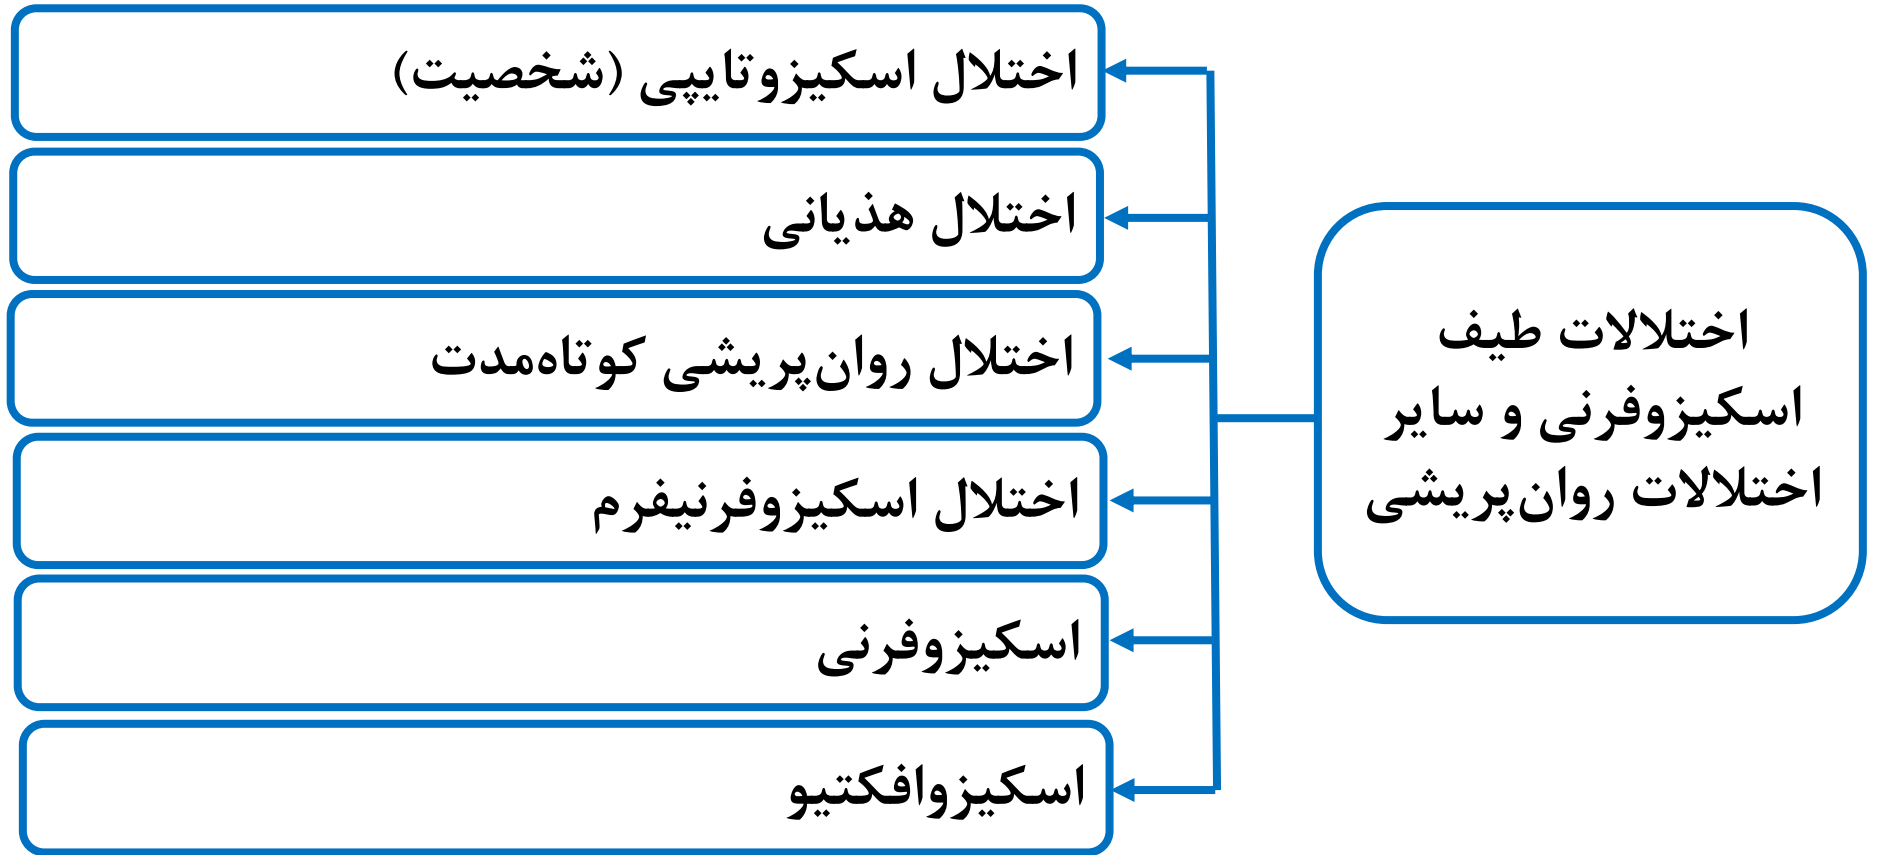 اختلالات طیف
اسکیزوفرنی و سایر
اختلالات روان‌پریشی
اختلال اسکیزوتایپی (شخصیت)
اختلال هذیانی
اختلال روان‌پریشی کوتاه‌مدت
اختلال اسکیزوفرنیفرم
اسکیزوفرنی
اسکیزوافکتیو